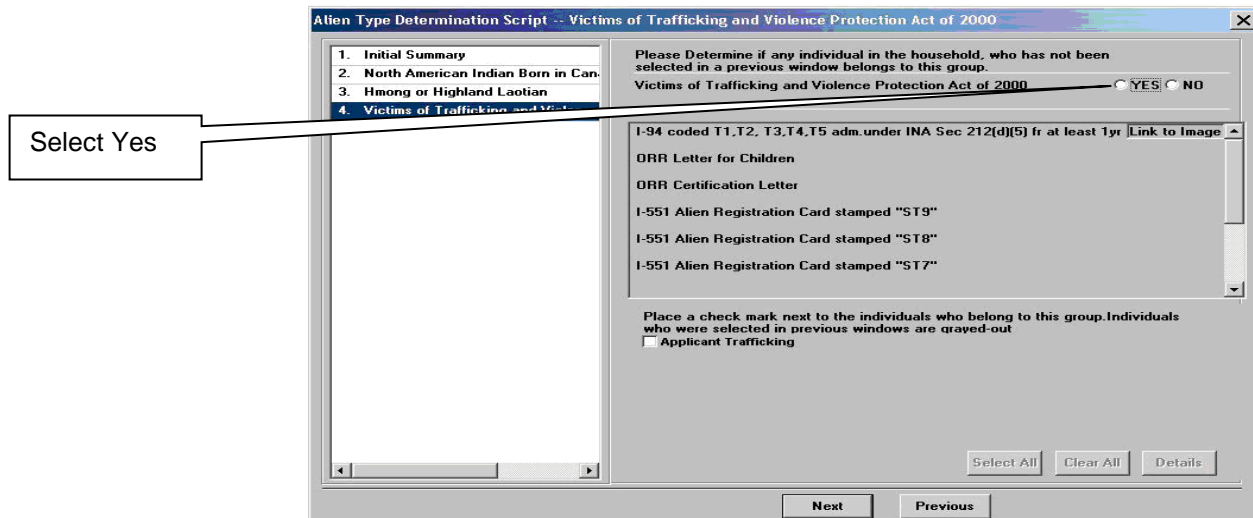 Alien Type Determination Script -- Victims of Trafficking and Violence Protection Act of 2000
1. Initial Summary
2. North American Indian Born in Can
3. Hmong or Highland Laotian
4. Victims of Trafficking and
Select Yes
Please Determine if any individual in the household, who has not been
selected in a previous window belongs to this group.
Victims of Trafficking and Violence Protection Act of 2000 YES NO
I-94 coded T1,T2, T3,T4,T5 adm.under INA Sec 212(d)(5) fr at least 1yr Link to Image
ORR Letter for Children
ORR Certification Letter
I-551 Alien Registration Card stamped "ST9"
I-551 Alien Registration Card stamped "ST8"
I-551 Alien Registration Card stamped "ST7"
Place a check mark next to the individuals who belong to this group.Individuals
who were selected in previous windows are grayed-out
Applicant Trafficking
Select All Clear All Details
Next Previous